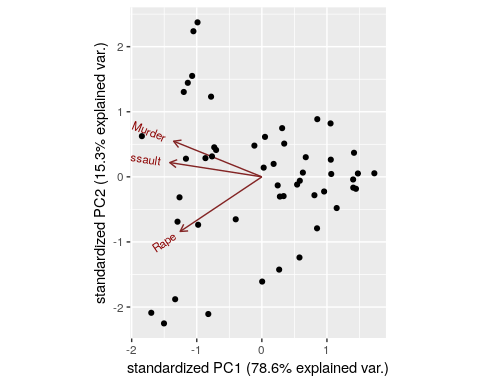 standardized PC2 (15.3% explained var.)
2
1
0
-1
-2
Murder
ssault
Rape
-2
-1
0
1
standardized PC1 (78.6% explained var.)